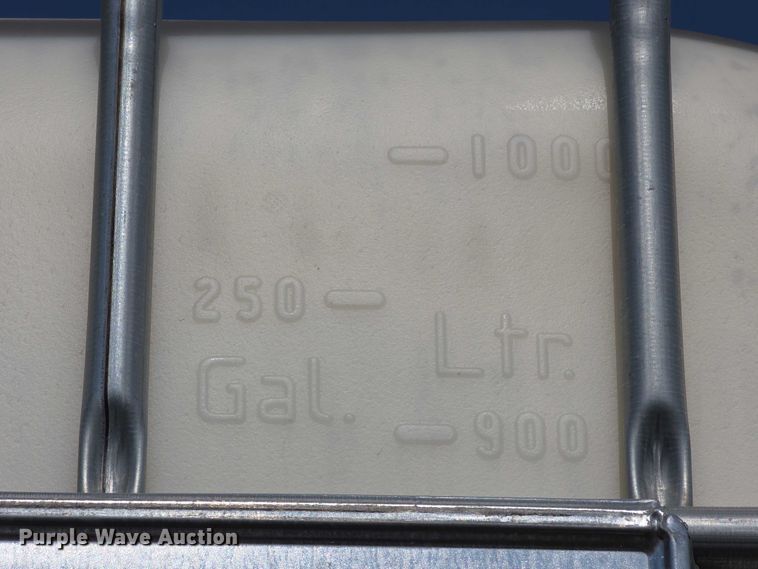 1000
250
Ltr.
Gal.
900
Purple Wave Auction